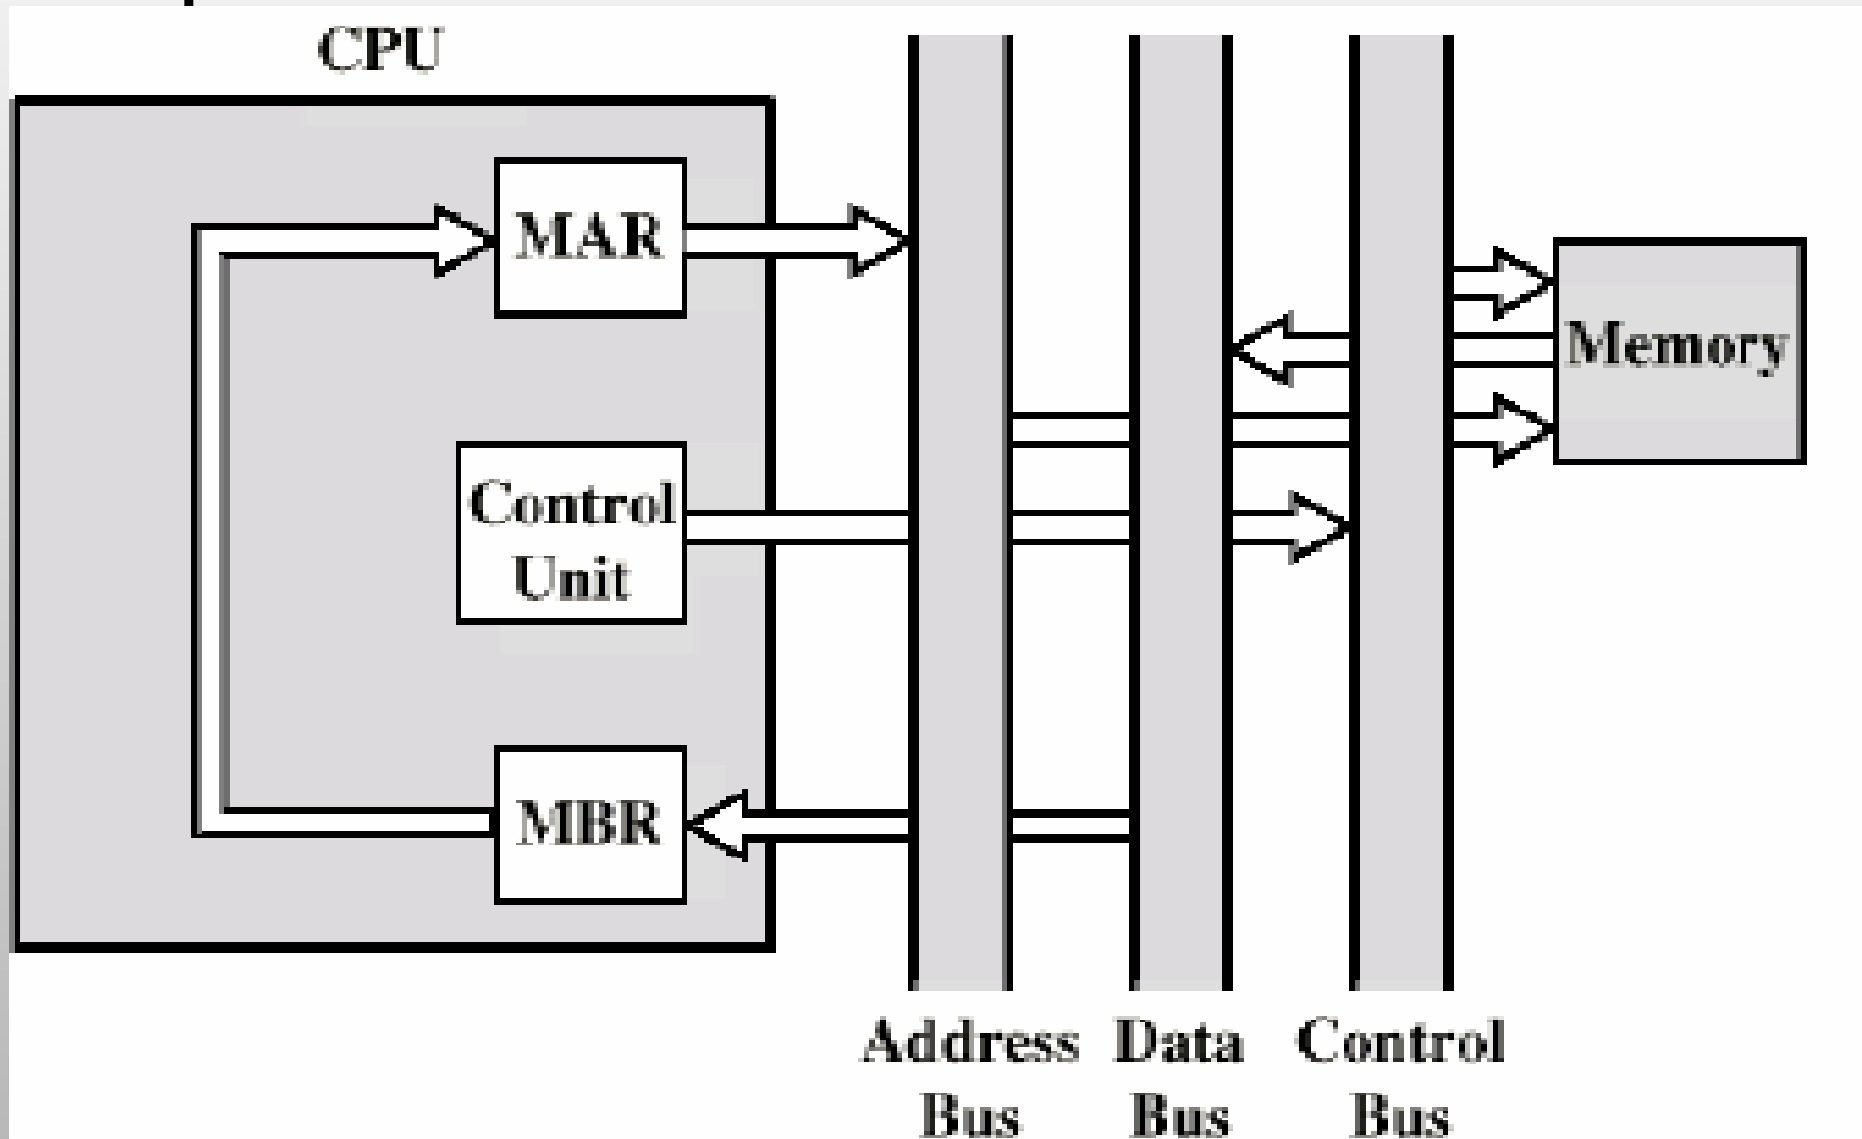 CPU
MAR
Memory
Control
Unit
MBR
Address Data Control
Bus Bus Bus